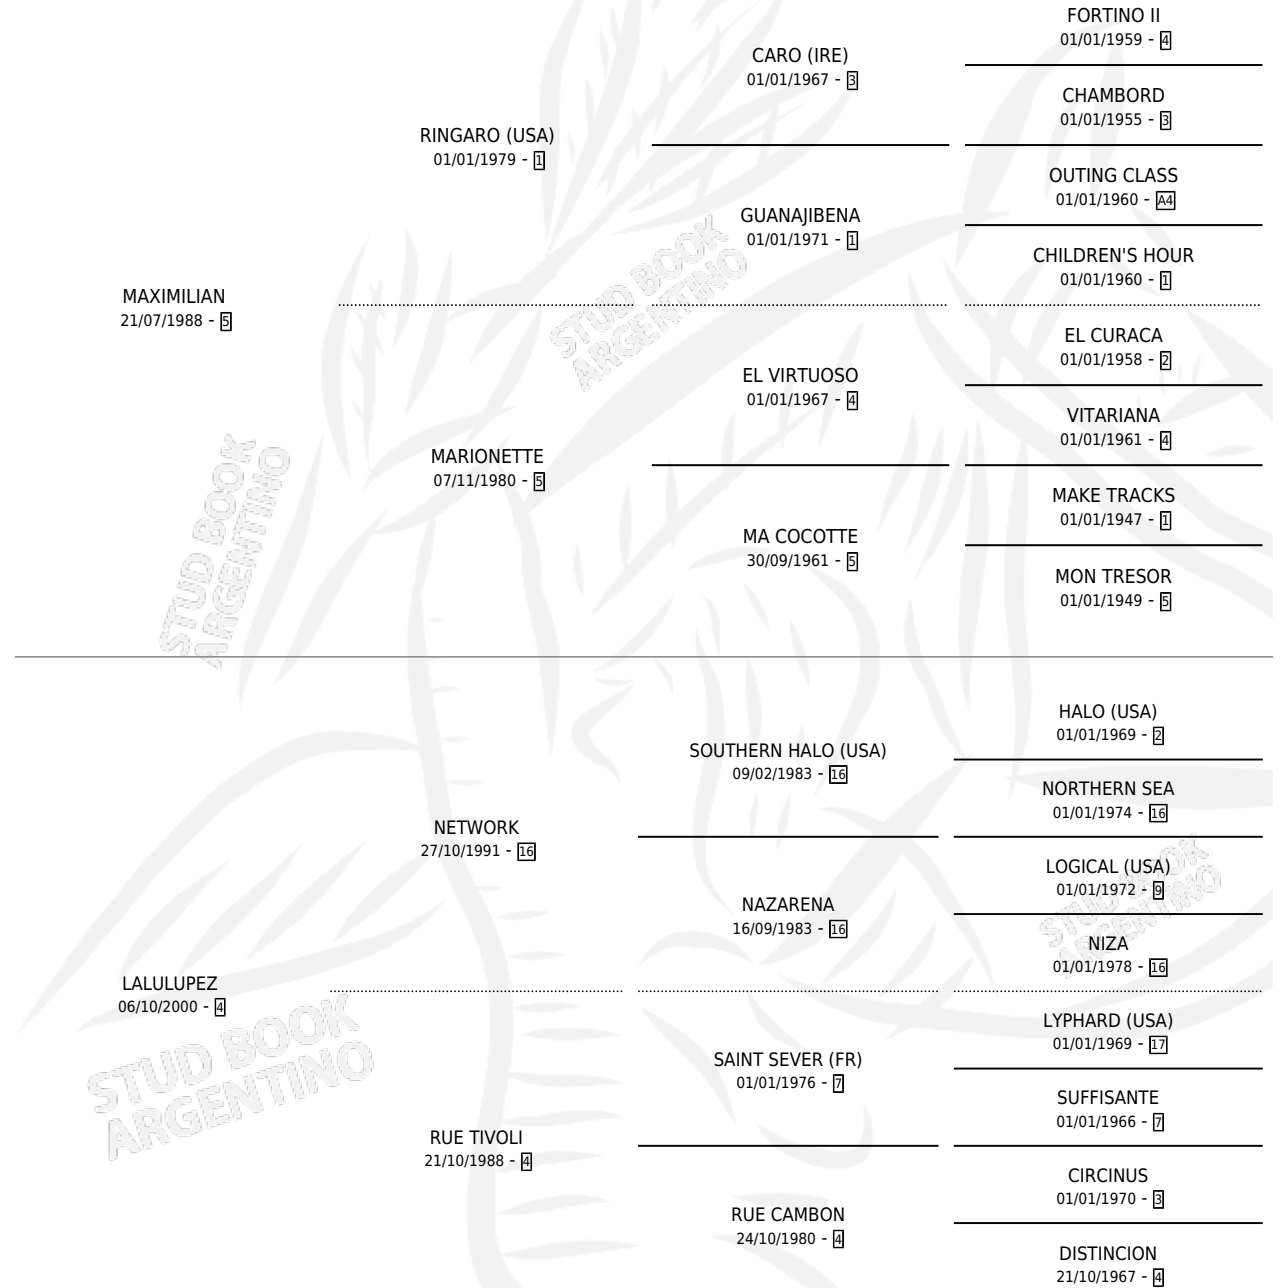 FORTINO II
01/01/1959 - 4
CARO (IRE)
01/01/1967 - 3
CHAMBORD
01/01/1955 - 3
RINGARO (USA)
01/01/1979 - 1
OUTING CLASS
01/01/1960 - A4
GUANAJIBENA
01/01/1971 - 1
CHILDREN'S HOUR
01/01/1960 - 1
MAXIMILIAN
21/07/1988 - 5
STUD BOOK
ARGENTINO
EL CURACA
01/01/1958 - 2
EL VIRTUOSO
01/01/1967 - 4
VITARIANA
01/01/1961 - 4
MARIONETTE
07/11/1980 - 5
MAKE TRACKS
01/01/1947 - 1
MA COCOTTE
30/09/1961 - 5
MON TRESOR
01/01/1949 - 5
STUD BOOK
ARGENTINO
HALO (USA)
01/01/1969 - 2
SOUTHERN HALO (USA)
09/02/1983 - 16
NORTHERN SEA
01/01/1974 - 16
NETWORK
27/10/1991 - 16
LOGICAL (USA)
01/01/1972 - 9
NAZARENA
16/09/1983 - 16
STUD BOOK
ARGENTINO
NIZA
01/01/1978 - 16
LALULUPEZ
06/10/2000 - 4
LYPHARD (USA)
01/01/1969 - 17
SAINT SEVER (FR)
01/01/1976 - 7
STUD BOOK
ARGENTINO
SUFFISANTE
01/01/1966 - 7
RUE TIVOLI
21/10/1988 - 4
CIRCINUS
01/01/1970 - 3
RUE CAMBON
24/10/1980 - 4
DISTINCION
21/10/1967 - 4